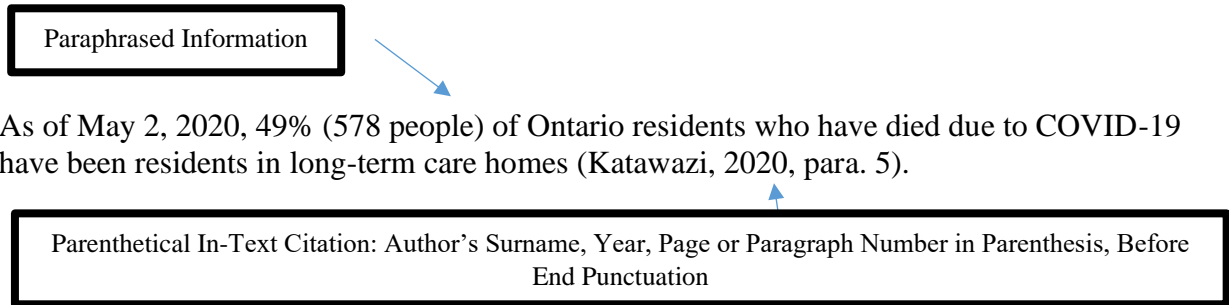 Paraphrased Information
As of May 2, 2020, 49% (578 people) of Ontario residents who have died due to COVID-19
have been residents in long-term care homes (Katawazi, 2020, para. 5).
Parenthetical In-Text Citation: Author’s Surname, Year, Page or Paragraph Number in Parenthesis, Before
End Punctuation